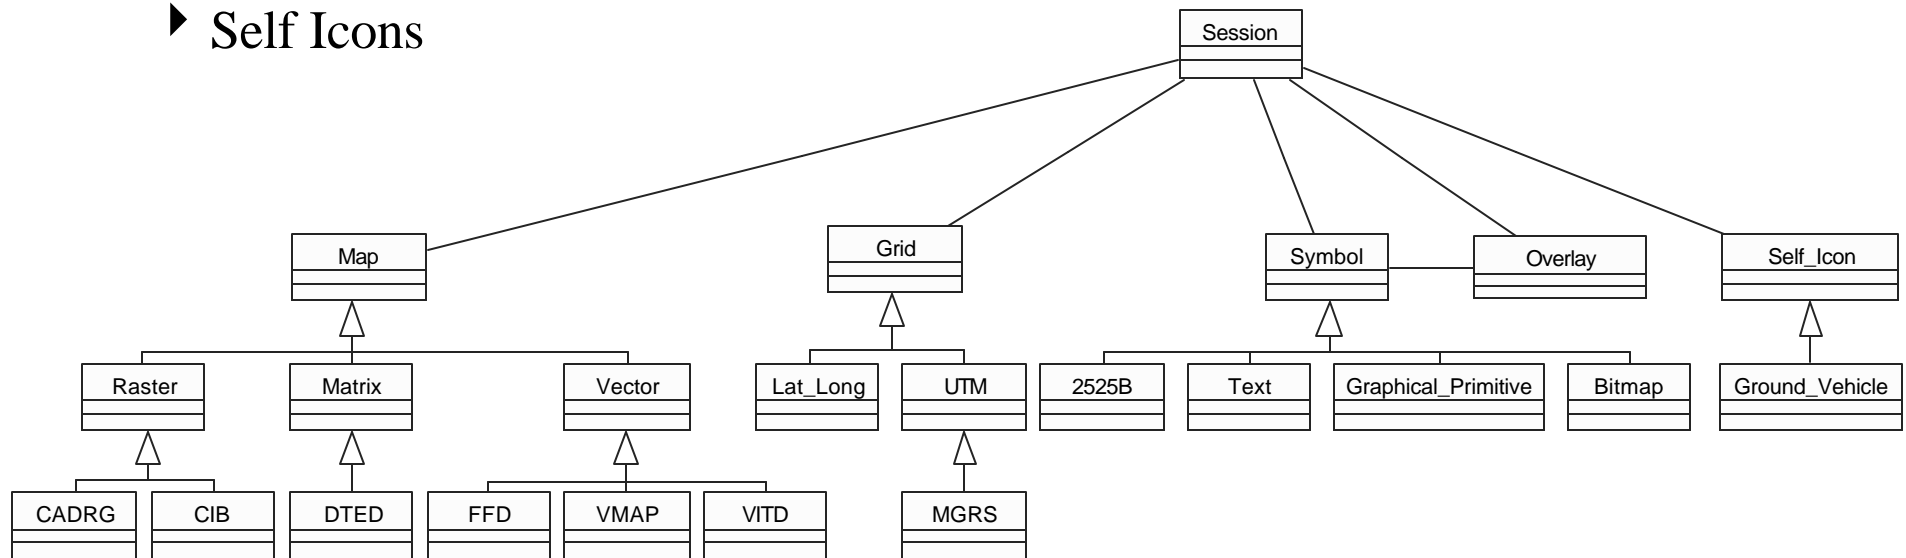 Self Icons
Session
Map
Grid
Symbol
Overlay
Self_Icon
Raster
Matrix
Vector
Lat_Long
UTM
2525B
Text
Graphical_Primitive
Bitmap
Ground_Vehicle
CADRG
CIB
DTED
FFD
VMAP
VITD
MGRS